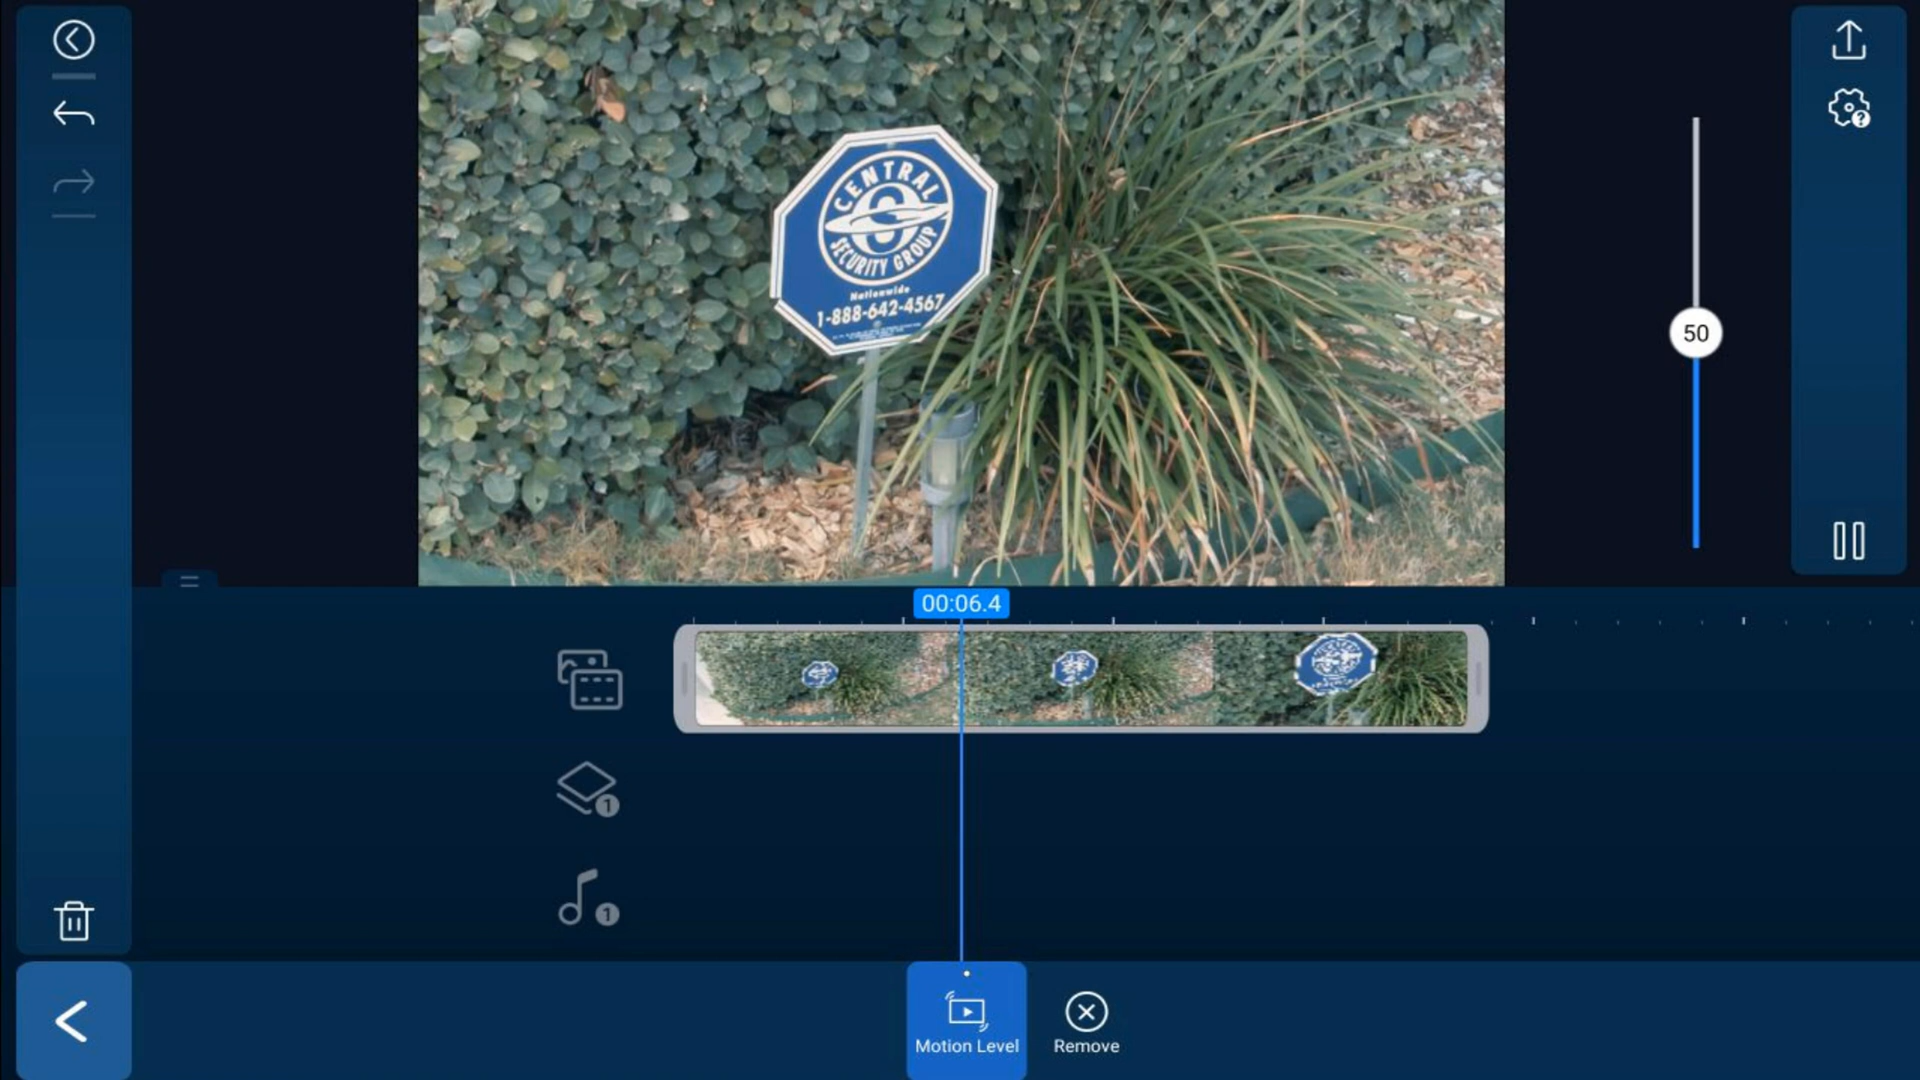 CENTRAL
SECURITY GROUP
Nationwide
1-888-642-4567
50
00:06.4
1
1
Motion Level
Remove